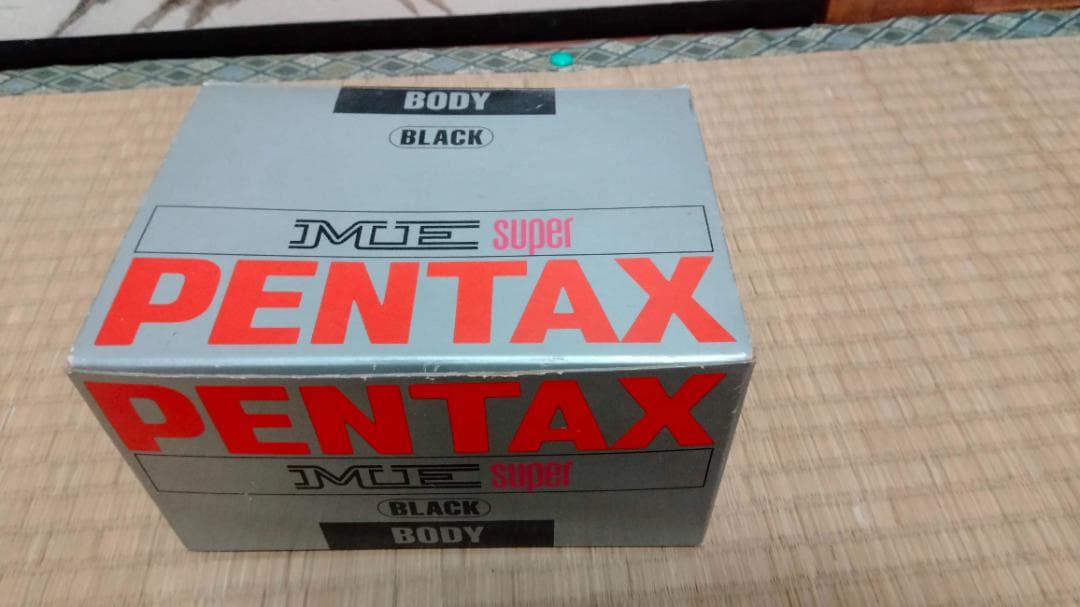 BODY
BLACK
ME super
PENTAX
PENTAX
ME super
BLACK
BODY